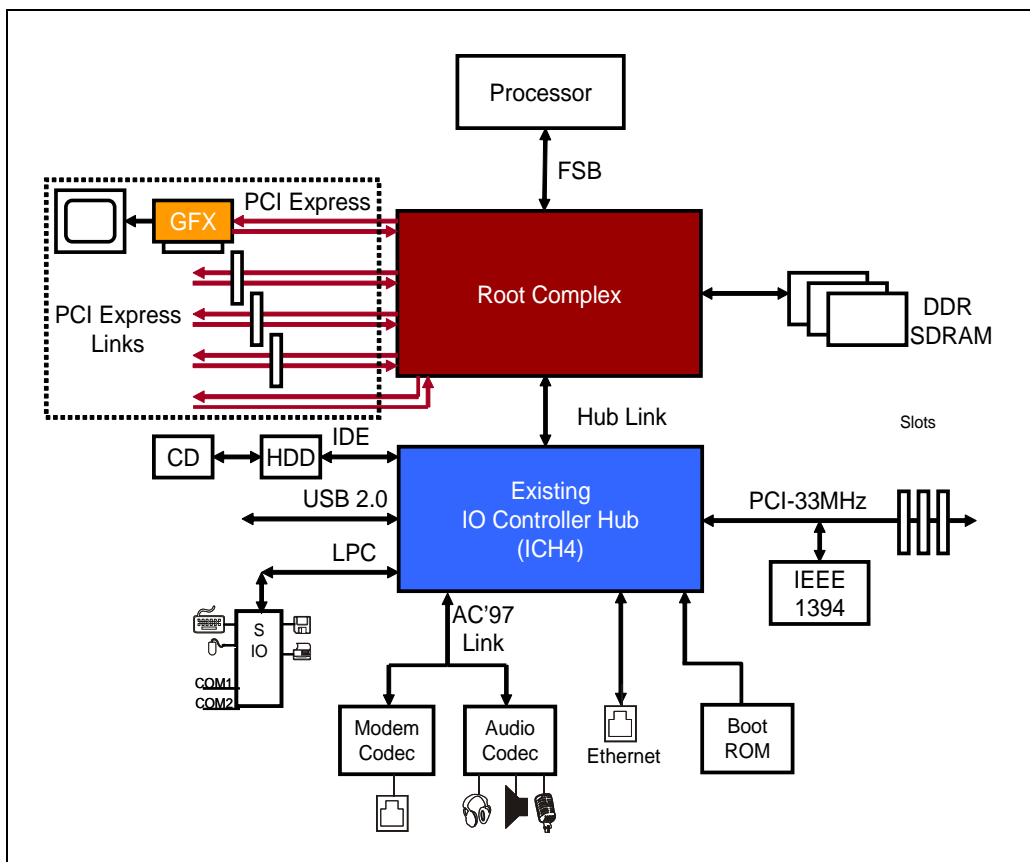 Processor
FSB
PCI Express
GFX
Root Complex
PCI Express
Links
DDR
SDRAM
Hub Link
Slots
IDE
CD
HDD
Existing
IO Controller Hub
(ICH4)
USB 2.0
PCI-33MHz
LPC
IEEE
1394
S
IO
AC'97
Link
COM1
COM2
Modem
Codec
Audio
Codec
Ethernet
Boot
ROM